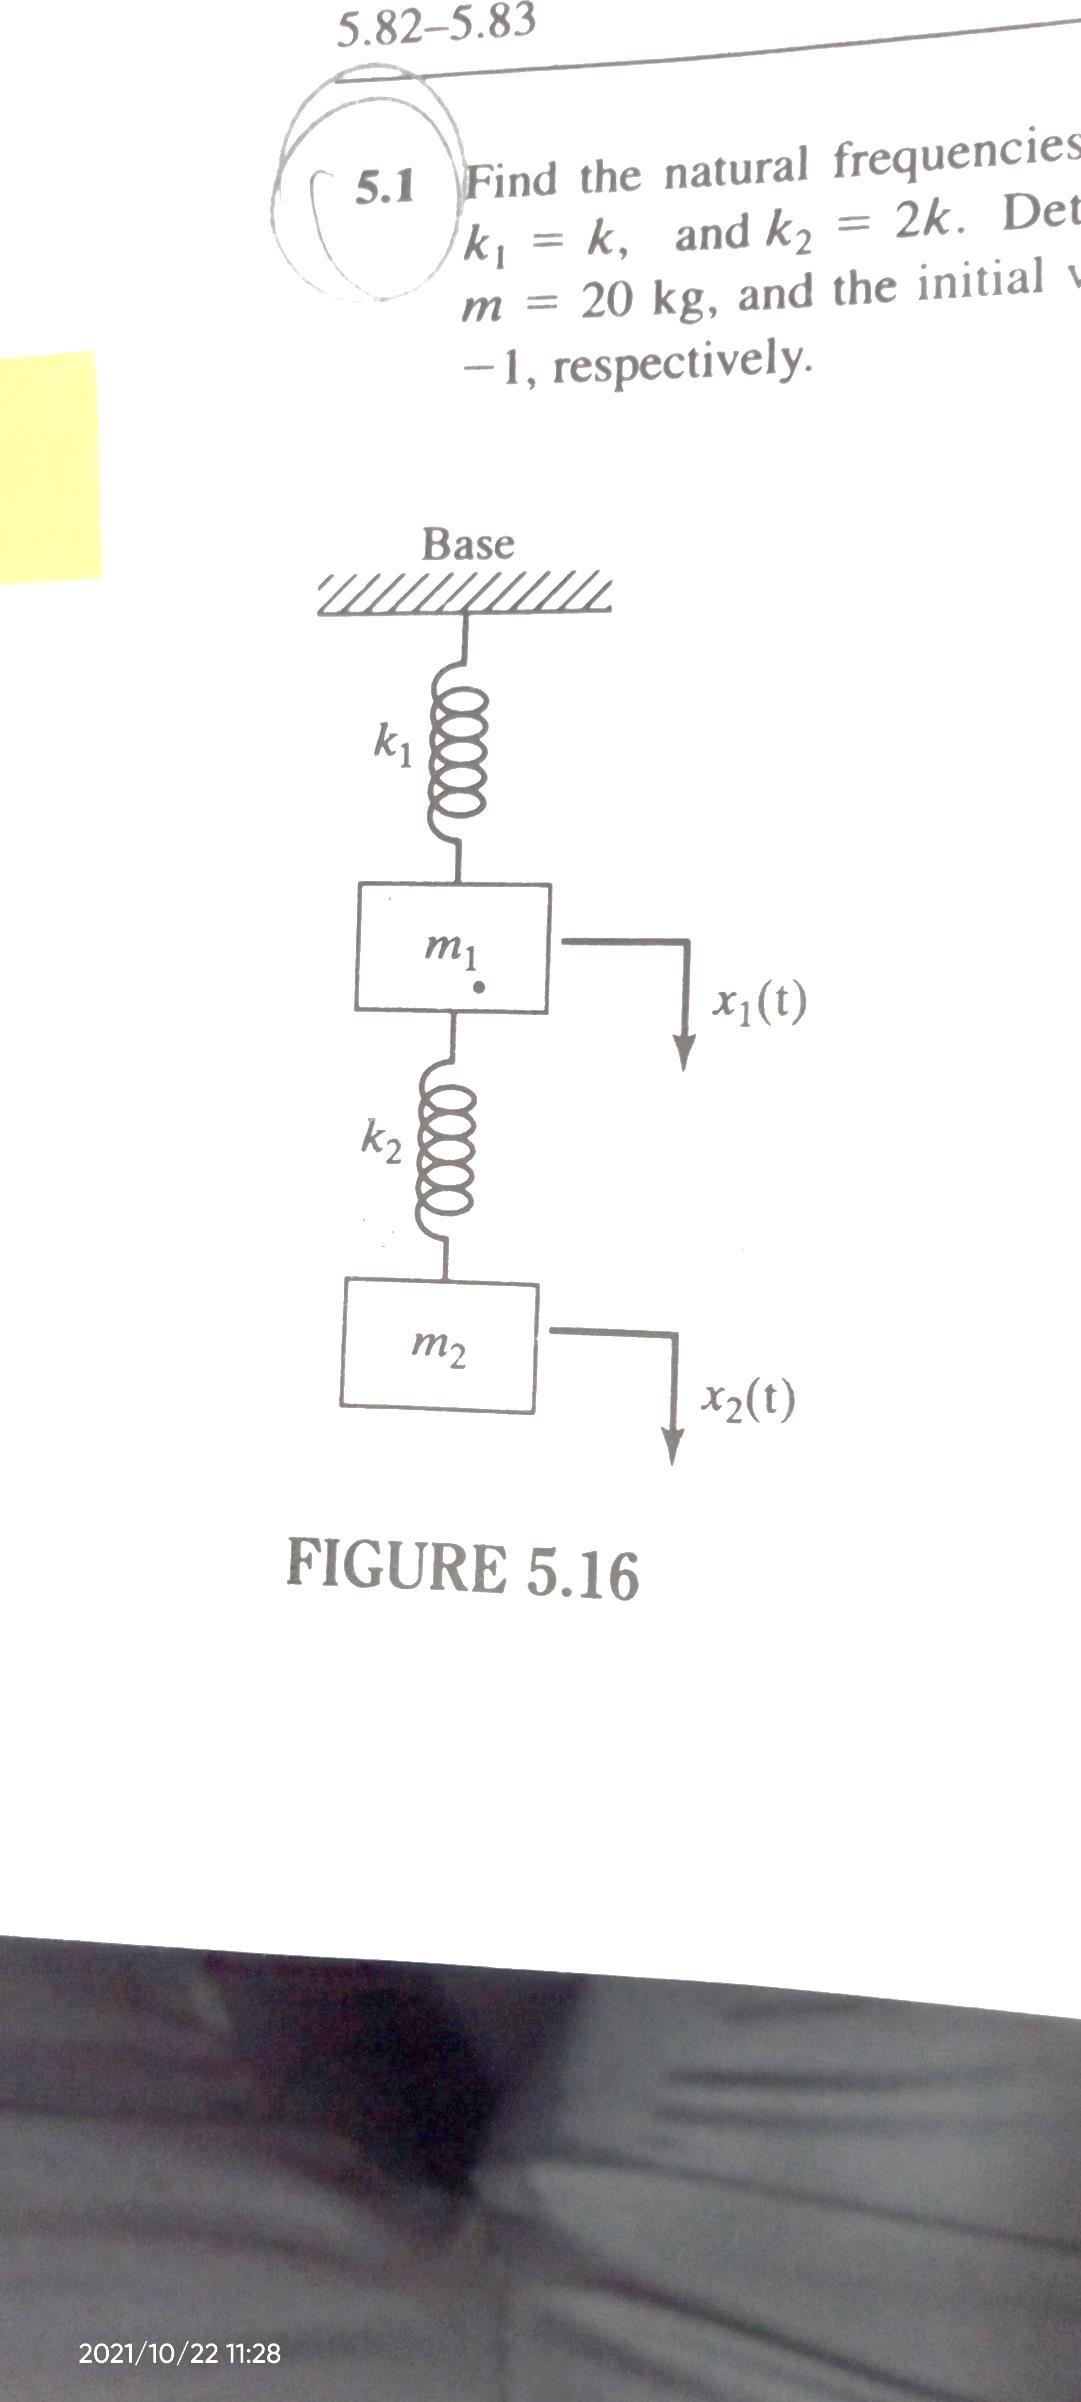 5.82–5.83
5.1 Find the natural frequencies
k₁ = k, and k₂ = 2k. Det
m = 20 kg, and the initial
−1, respectively.
Base
k₁
m₁
x₁(t)
k₂
m₂
x₂(t)
FIGURE 5.16
2021/10/22 11:28